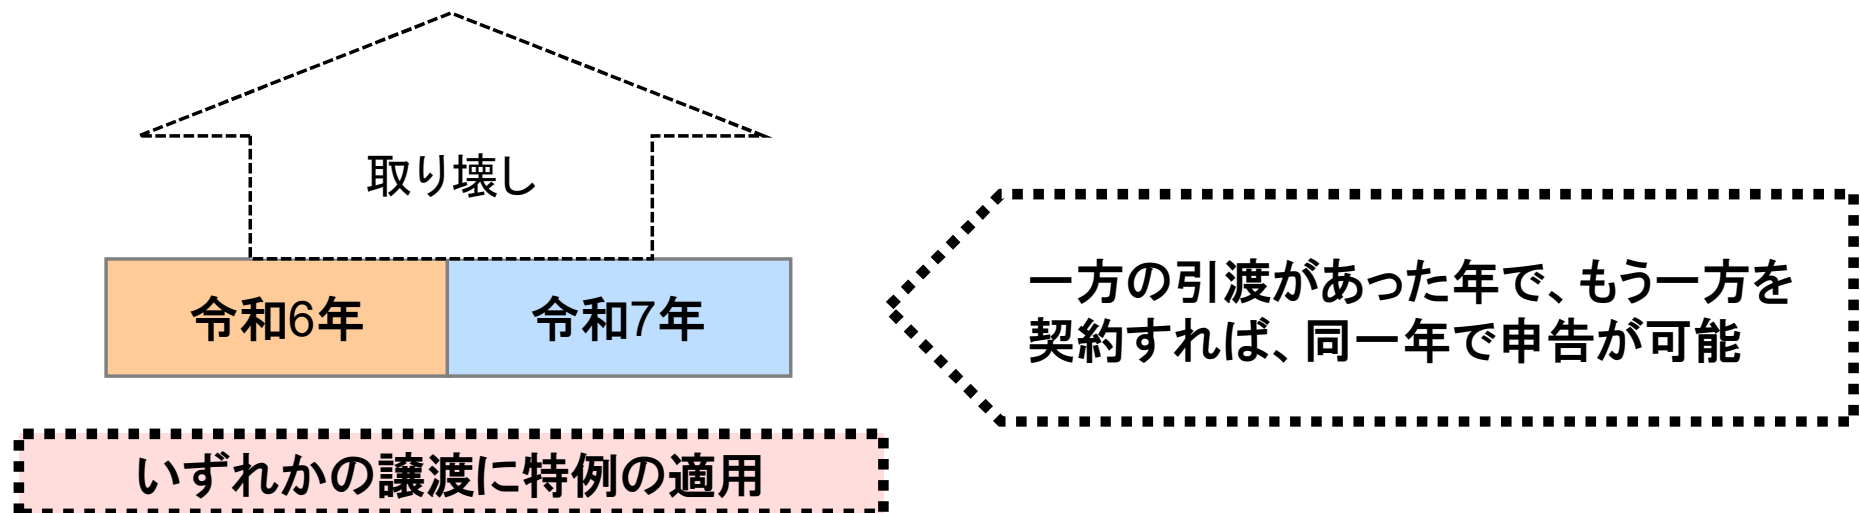 取り壊し
令和6年
令和7年
一方の引渡があった年で、もう一方を
契約すれば、同一年で申告が可能
いずれかの譲渡に特例の適用